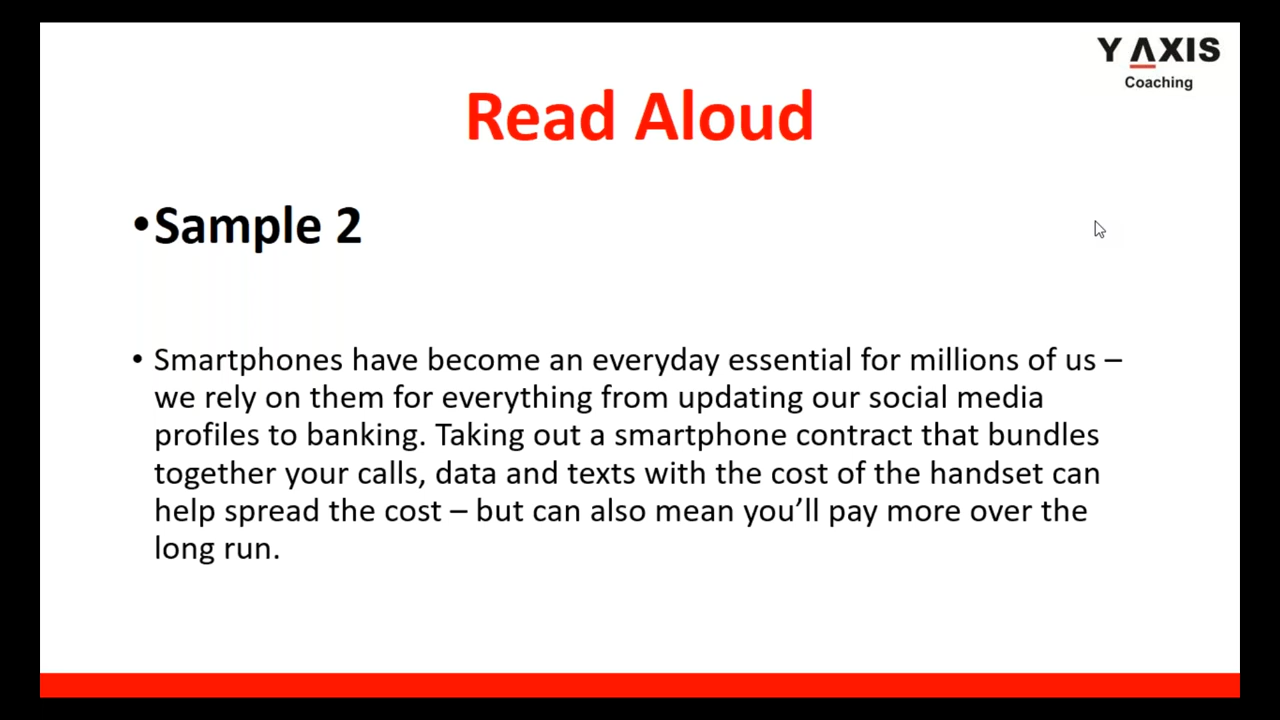 Y AXIS
Coaching
Read Aloud
•Sample 2
• Smartphones have become an everyday essential for millions of us –
we rely on them for everything from updating our social media
profiles to banking. Taking out a smartphone contract that bundles
together your calls, data and texts with the cost of the handset can
help spread the cost – but can also mean you’ll pay more over the
long run.